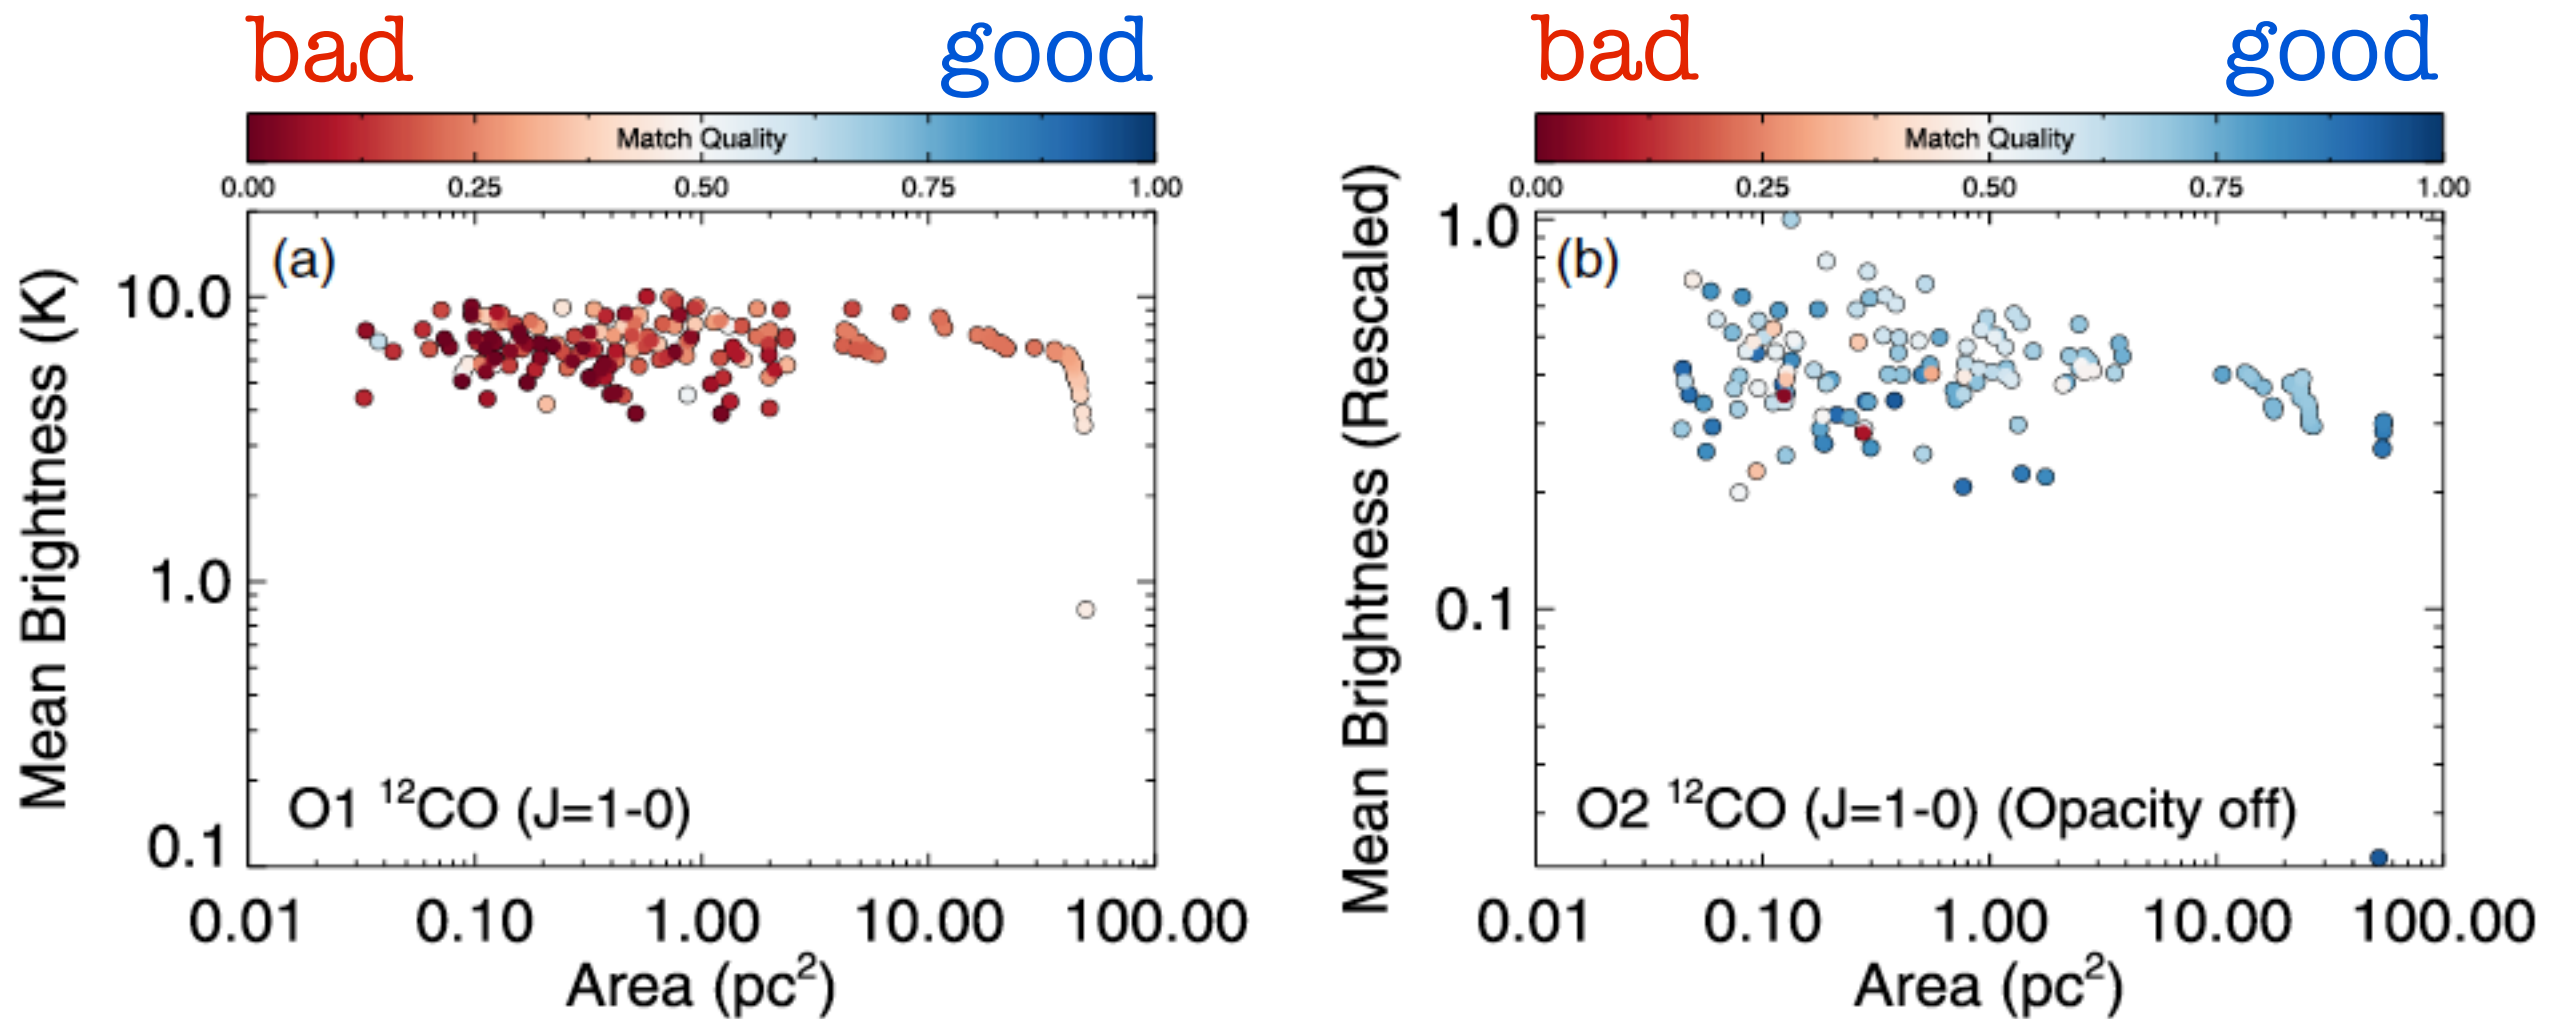 bad good
Match Quality
0.00 0.25 0.50 0.75 1.00
(a)
Mean Brightness (K)
10.0
1.0
0.1
O1 ¹²CO (J=1-0)
0.01 0.10 1.00 10.00 100.00
Area (pc²)
bad good
Match Quality
0.00 0.25 0.50 0.75 1.00
(b)
Mean Brightness (Rescaled)
1.0
0.1
O2 ¹²CO (J=1-0) (Opacity off)
0.01 0.10 1.00 10.00 100.00
Area (pc²)